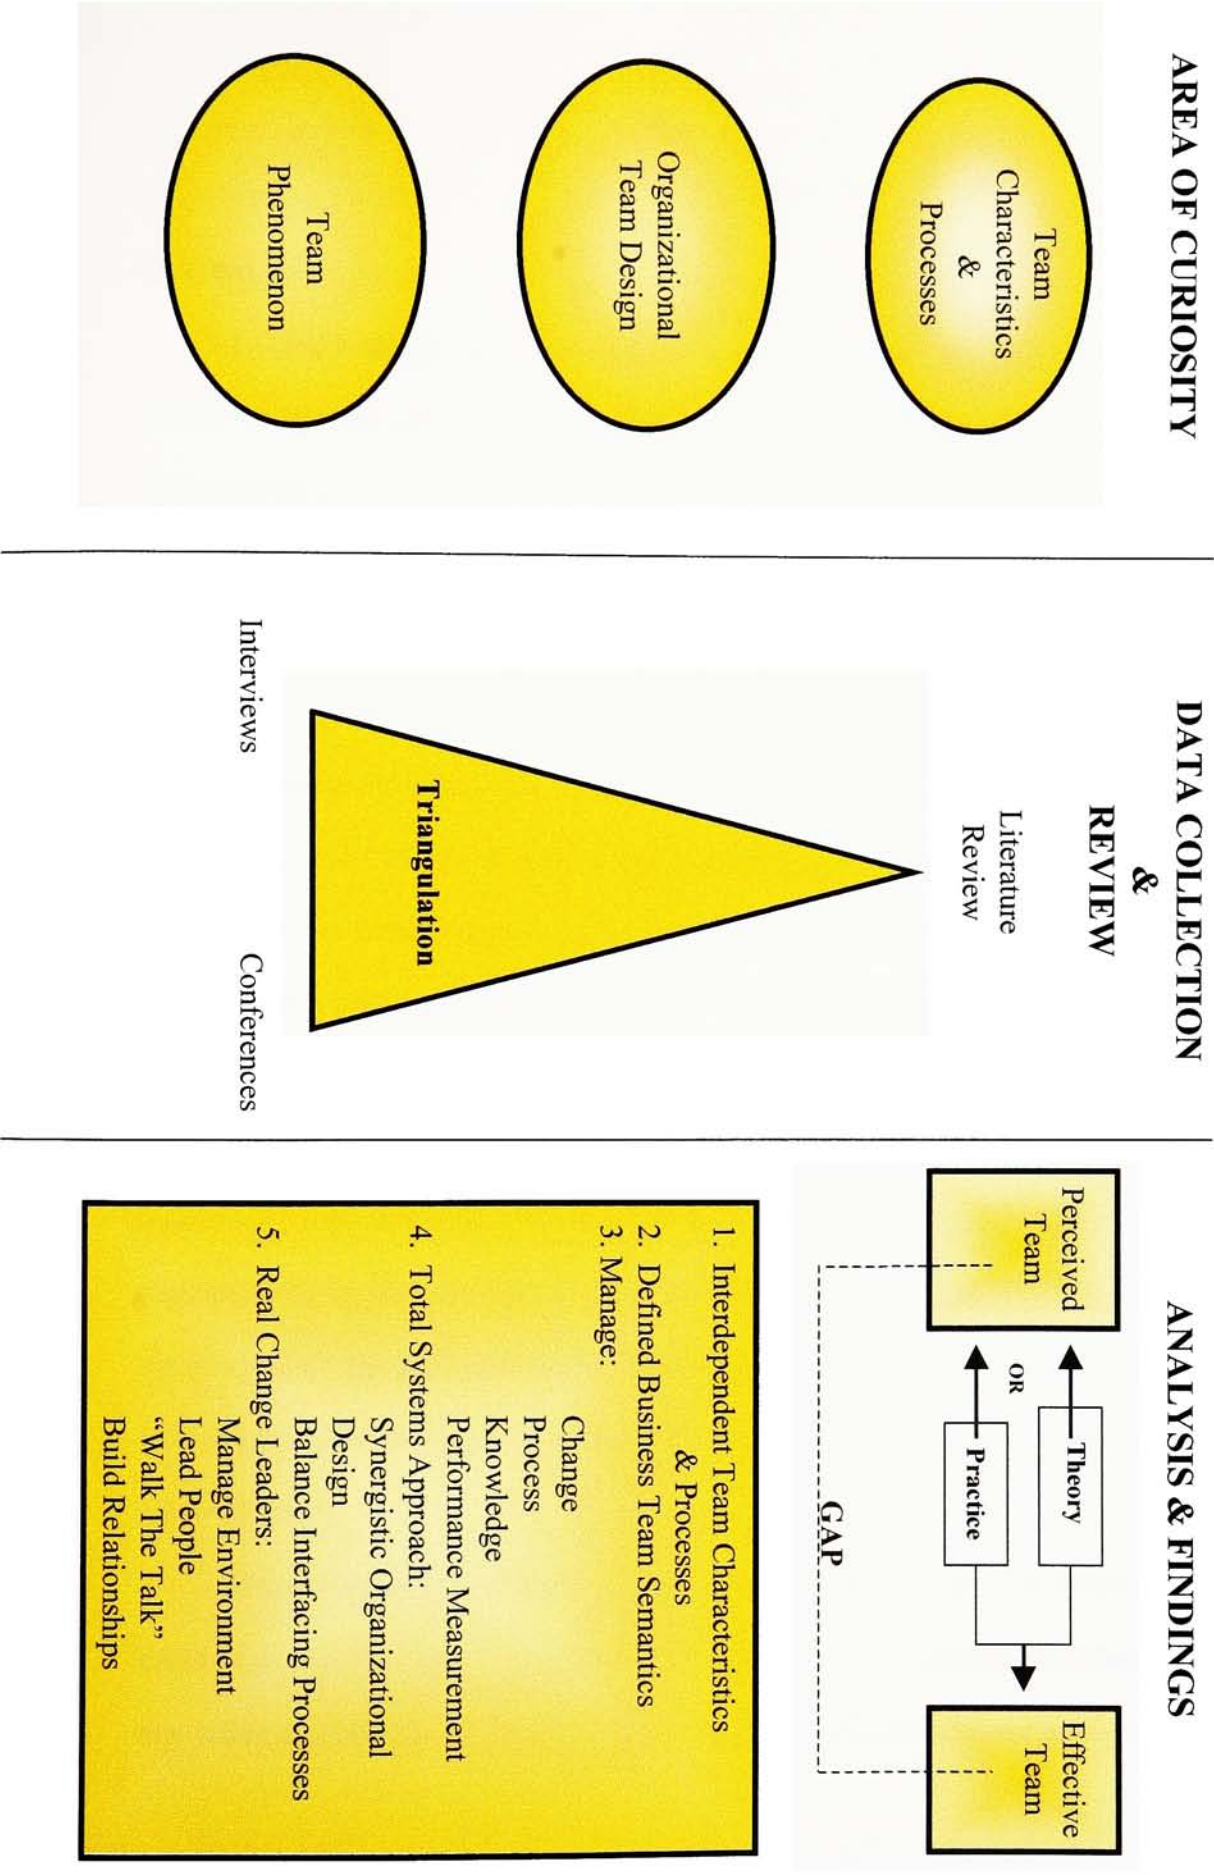 AREA OF CURIOSITY
Team
Characteristics
&
Processes
Organizational
Team Design
Team
Phenomenon
DATA COLLECTION
&
REVIEW
Literature
Review
Triangulation
Interviews
Conferences
ANALYSIS & FINDINGS
Perceived
Team
Theory
OR
Practice
Effective
Team
GAP
1. Interdependent Team Characteristics
& Processes
2. Defined Business Team Semantics
3. Manage:
Change
Process
Knowledge
Performance Measurement
4. Total Systems Approach:
Synergistic Organizational
Design
Balance Interfacing Processes
5. Real Change Leaders:
Manage Environment
Lead People
“Walk The Talk”
Build Relationships